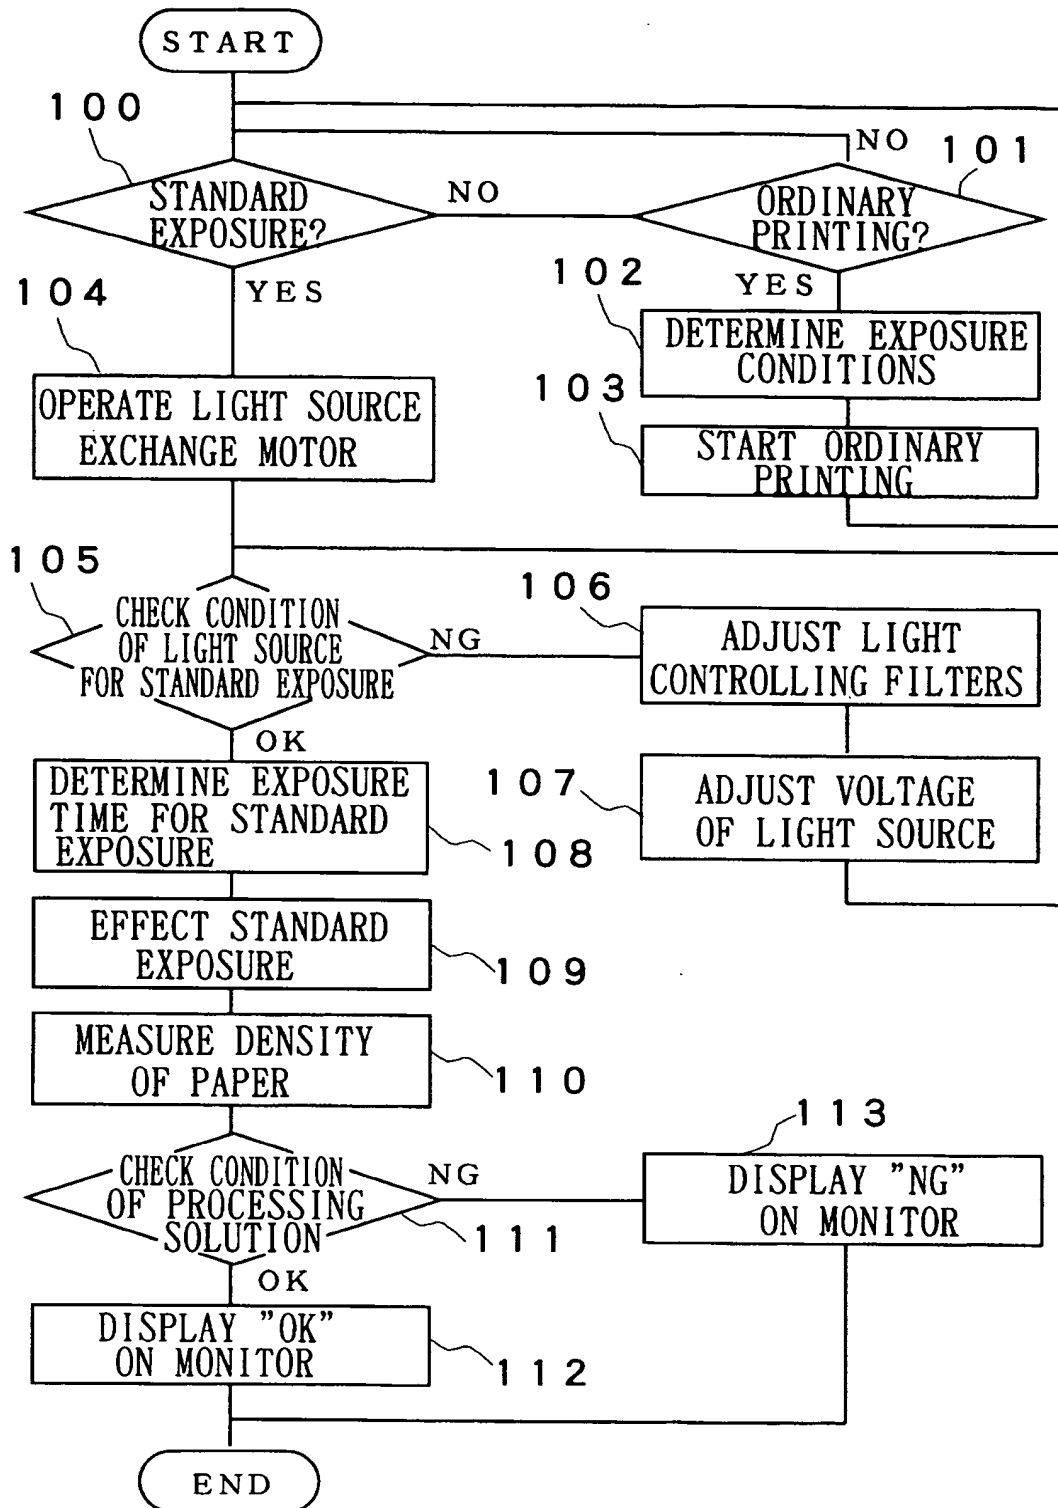 START
100
STANDARD
EXPOSURE?
NO
NO
101
ORDINARY
PRINTING?
104
YES
102
YES
DETERMINE EXPOSURE
CONDITIONS
OPERATE LIGHT SOURCE
EXCHANGE MOTOR
103
START ORDINARY
PRINTING
105
CHECK CONDITION
OF LIGHT SOURCE
FOR STANDARD EXPOSURE
NG
106
ADJUST LIGHT
CONTROLLING FILTERS
OK
DETERMINE EXPOSURE
TIME FOR STANDARD
EXPOSURE
108
107
ADJUST VOLTAGE
OF LIGHT SOURCE
EFFECT STANDARD
EXPOSURE
109
MEASURE DENSITY
OF PAPER
110
CHECK CONDITION
OF PROCESSING
SOLUTION
NG
111
113
DISPLAY "NG"
ON MONITOR
OK
DISPLAY "OK"
ON MONITOR
112
END